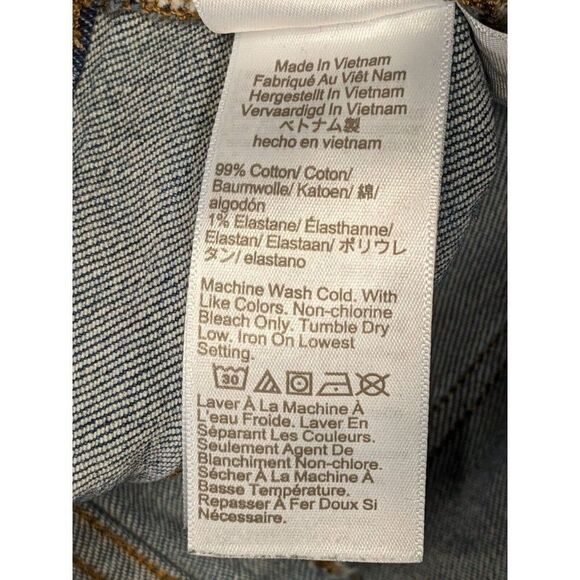 Made In Vietnam
Fabriqué Au Viêt Nam
Hergestellt In Vietnam
Vervaardigd In Vietnam
ベトナム製
hecho en vietnam
99% Cotton/ Coton/
Baumwolle/ Katoen/ 綿/
algodón
1% Elastane/ Élasthanne/
Elastan/ Elastaan/ ポリウレ
タン/ elastano
Machine Wash Cold. With
Like Colors. Non-chlorine
Bleach Only. Tumble Dry
Low. Iron On Lowest
Setting.
30
Laver À La Machine À
L'eau Froide. Laver En
Séparant Les Couleurs.
Seulement Agent De
Blanchiment Non-chlore.
Sécher À La Machine À
Basse Température.
Repasser À Fer Doux Si
Nécessaire.